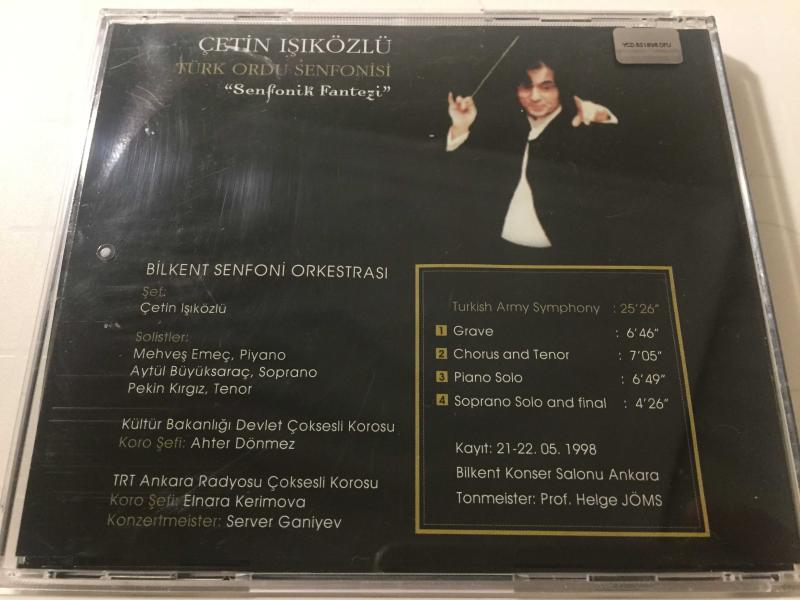 ÇETİN IŞIKÖZLÜ
TÜRK ORDU SENFONİSİ
“Senfonik Fantezi”
BİLKENT SENFONİ ORKESTRASI
Şef:
Çetin Işıközlü
Solistler:
Mehveş Emeç, Piyano
Aytül Büyüksaraç, Soprano
Pekin Kırgız, Tenor
Kültür Bakanlığı Devlet Çoksesli Korosu
Koro Şefi: Ahter Dönmez
TRT Ankara Radyosu Çoksesli Korosu
Koro Şefi: Elnara Kerimova
Konzertmeister: Server Ganiyev
Turkish Army Symphony : 25'26"
1 Grave : 6'46"
2 Chorus and Tenor : 7'05"
3 Piano Solo : 6'49"
4 Soprano Solo and final : 4'26"
Kayıt: 21-22. 05. 1998
Bilkent Konser Salonu Ankara
Tonmeister: Prof. Helge JÖMS